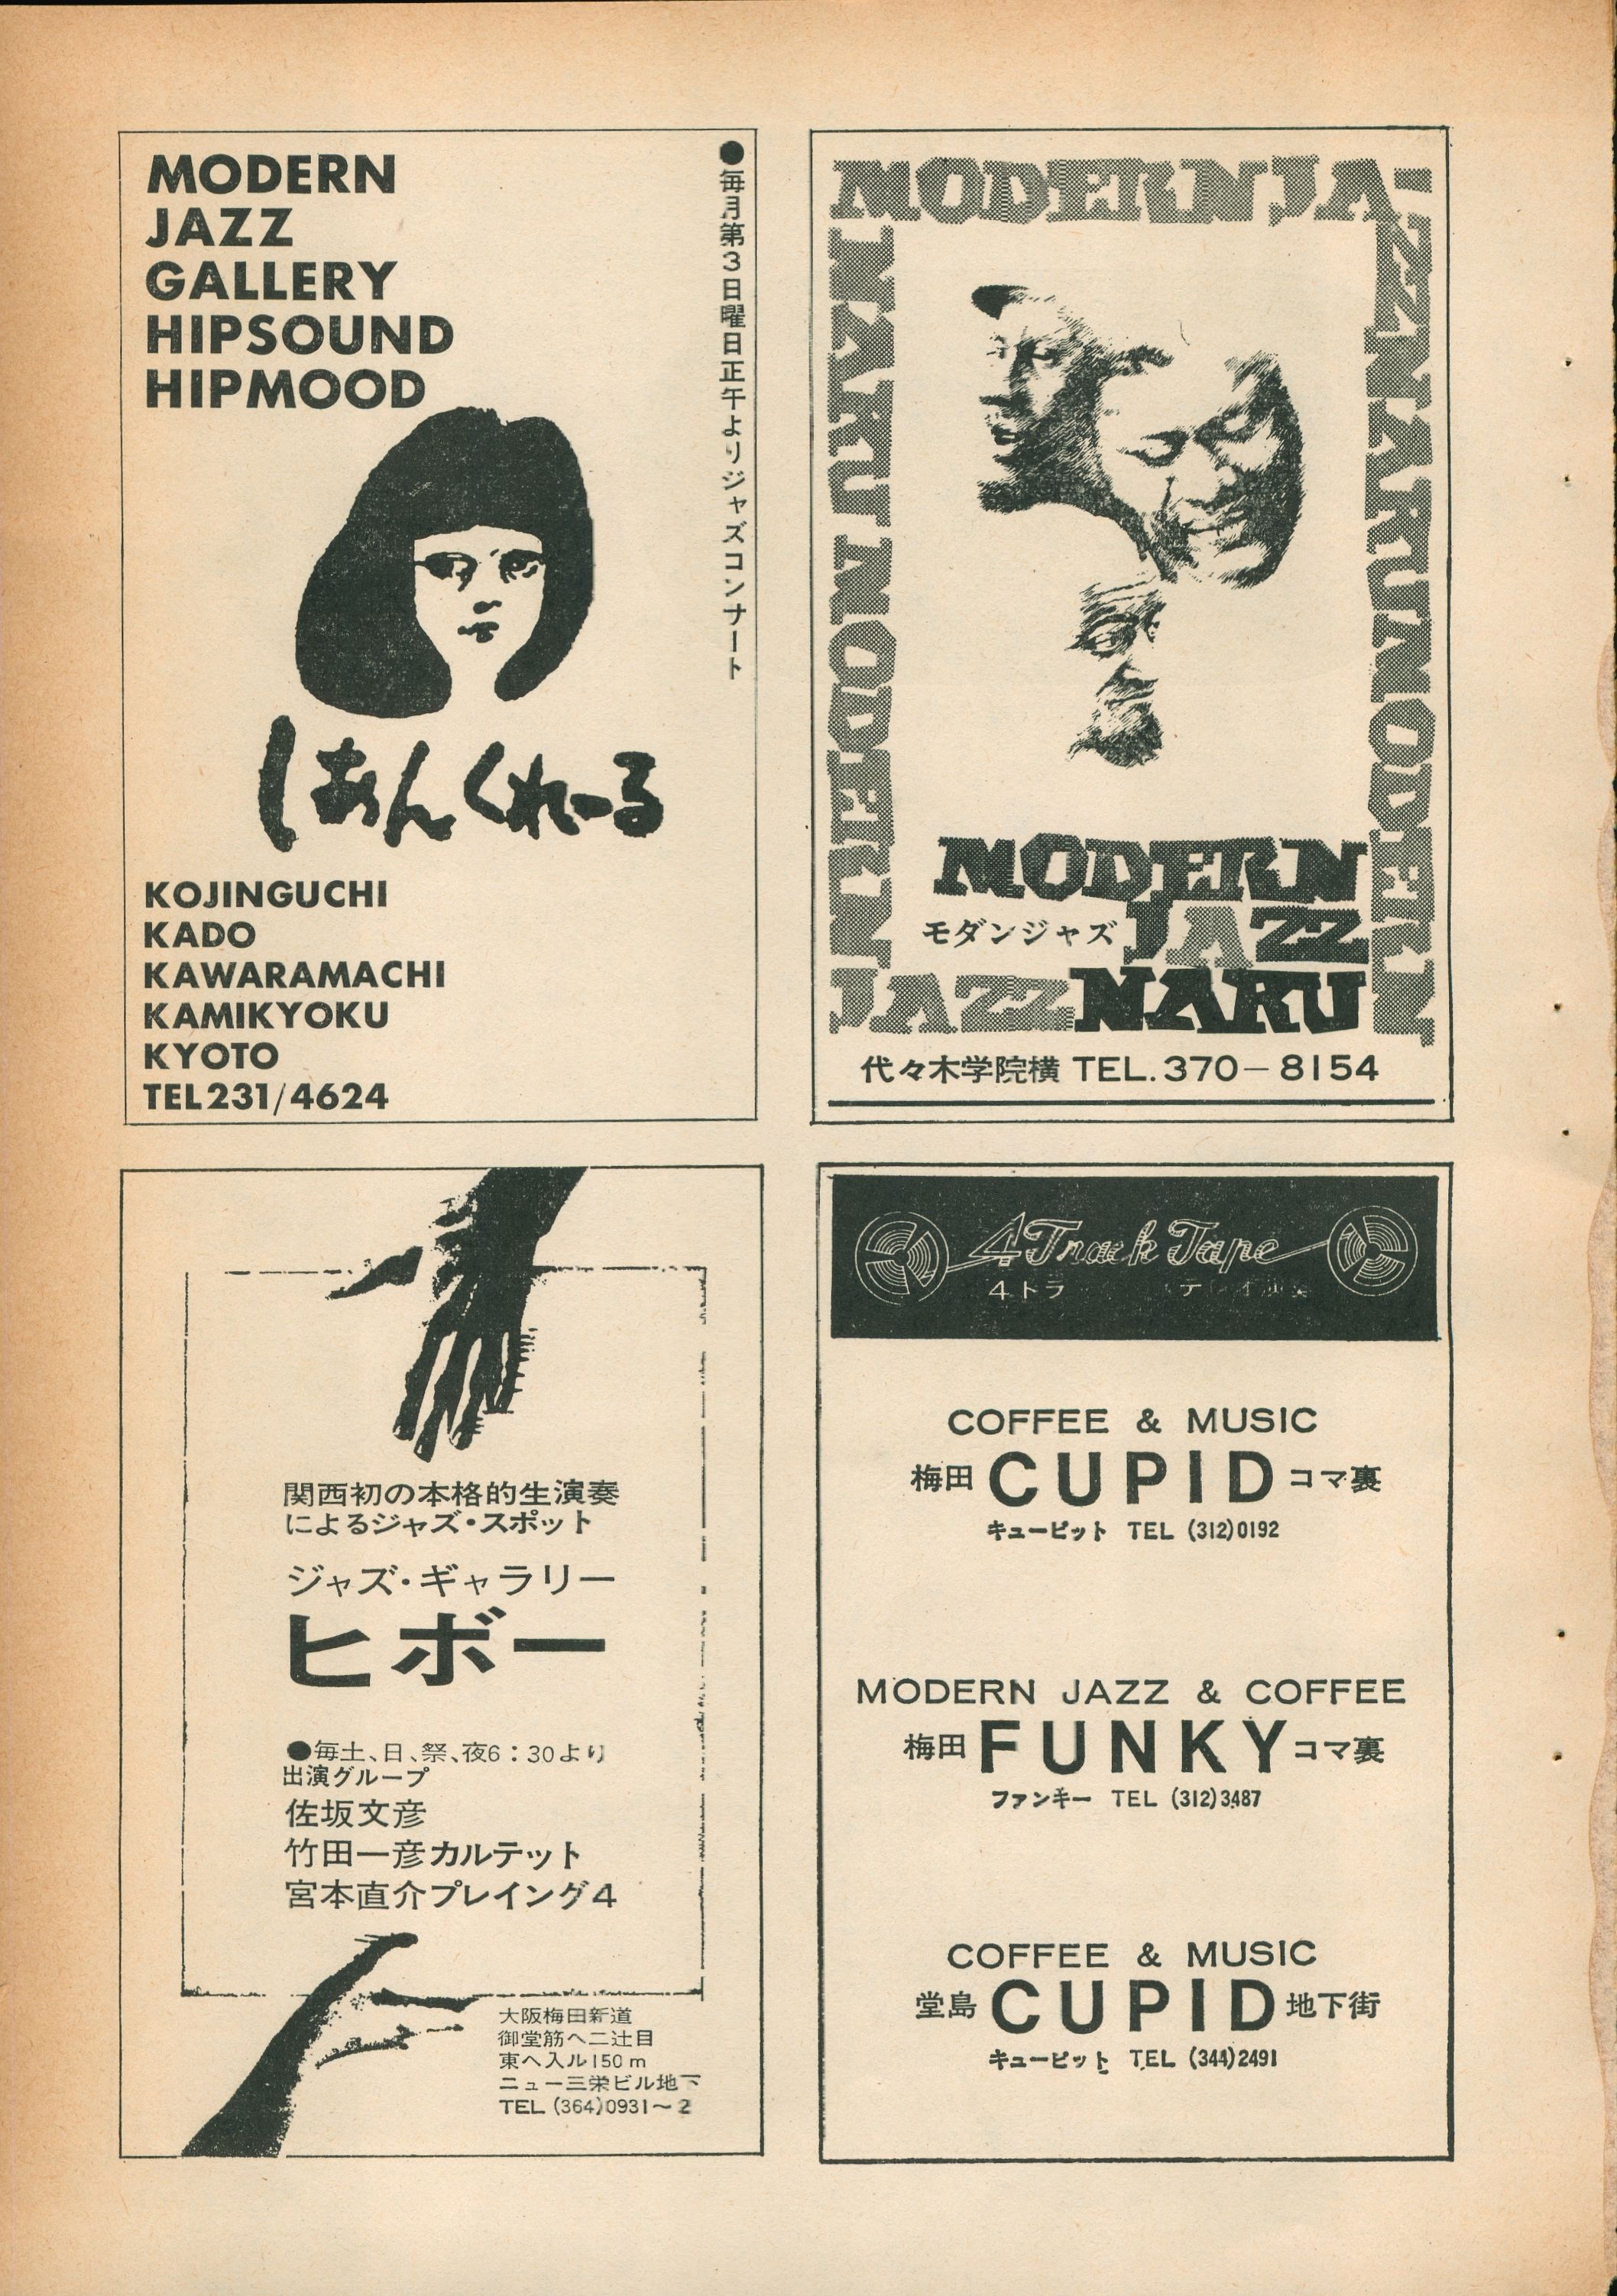 MODERN
JAZZ
GALLERY
HIPSOUND
HIPMOOD
●毎月第3日曜日正午よりジャズコンサート
しあんくれーる
KOJINGUCHI
KADO
KAWARAMACHI
KAMIKYOKU
KYOTO
TEL231/4624
MODERN JAZZ NARU MODERN
NARU MODERN JAZZ
MODERN
モダンジャズ JAZZ
NARU
代々木学院横 TEL.370-8154
関西初の本格的生演奏
によるジャズ・スポット
ジャズ・ギャラリー
ヒボー
●毎土、日、祭、夜6:30より
出演グループ
佐坂文彦
竹田一彦カルテット
宮本直介プレイング4
大阪梅田新道
御堂筋へ二辻目
東へ入ル150m
ニュー三栄ビル地下
TEL (364)0931〜2
4 Track Tape
4トラ
COFFEE & MUSIC
梅田 CUPID コマ裏
キューピット TEL (312)0192
MODERN JAZZ & COFFEE
梅田 FUNKY コマ裏
ファンキー TEL (312)3487
COFFEE & MUSIC
堂島 CUPID 地下街
キューピット TEL (344)2491